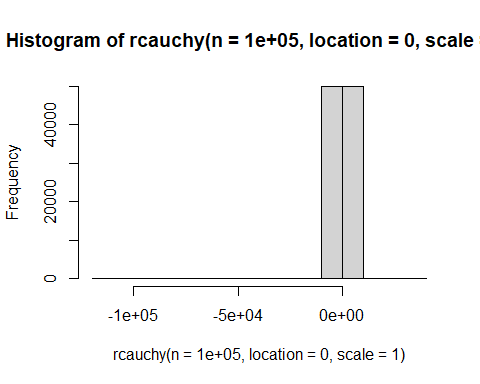 Histogram of rcauchy(n = 1e+05, location = 0, scale =
Frequency
40000
20000
0
-1e+05 -5e+04 0e+00
rcauchy(n = 1e+05, location = 0, scale = 1)